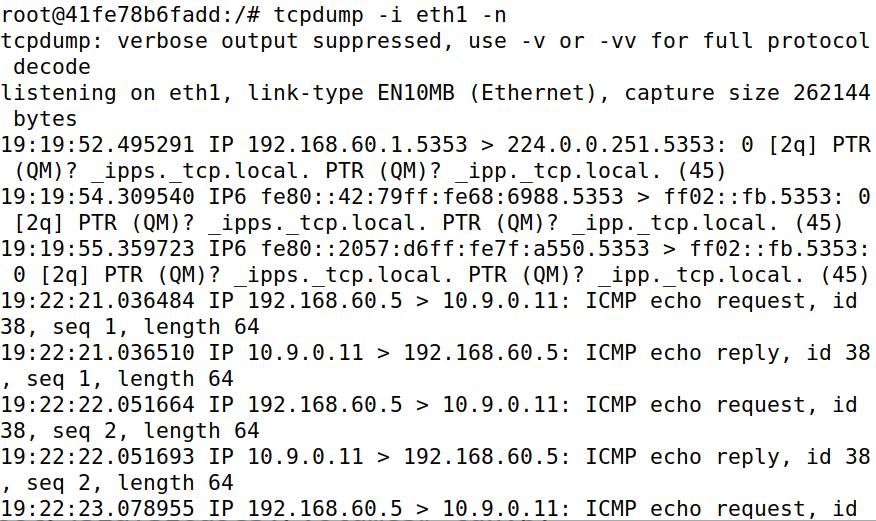 root@41fe78b6fadd:/# tcpdump -i eth1 -n
tcpdump: verbose output suppressed, use -v or -vv for full protocol
 decode
listening on eth1, link-type EN10MB (Ethernet), capture size 262144
 bytes
19:19:52.495291 IP 192.168.60.1.5353 > 224.0.0.251.5353: 0 [2q] PTR
 (QM)? _ipps._tcp.local. PTR (QM)? _ipp._tcp.local. (45)
19:19:54.309540 IP6 fe80::42:79ff:fe68:6988.5353 > ff02::fb.5353: 0
 [2q] PTR (QM)? _ipps._tcp.local. PTR (QM)? _ipp._tcp.local. (45)
19:19:55.359723 IP6 fe80::2057:d6ff:fe7f:a550.5353 > ff02::fb.5353:
 0 [2q] PTR (QM)? _ipps._tcp.local. PTR (QM)? _ipp._tcp.local. (45)
19:22:21.036484 IP 192.168.60.5 > 10.9.0.11: ICMP echo request, id
38, seq 1, length 64
19:22:21.036510 IP 10.9.0.11 > 192.168.60.5: ICMP echo reply, id 38
, seq 1, length 64
19:22:22.051664 IP 192.168.60.5 > 10.9.0.11: ICMP echo request, id
38, seq 2, length 64
19:22:22.051693 IP 10.9.0.11 > 192.168.60.5: ICMP echo reply, id 38
, seq 2, length 64
19:22:23.078955 IP 192.168.60.5 > 10.9.0.11: ICMP echo request, id